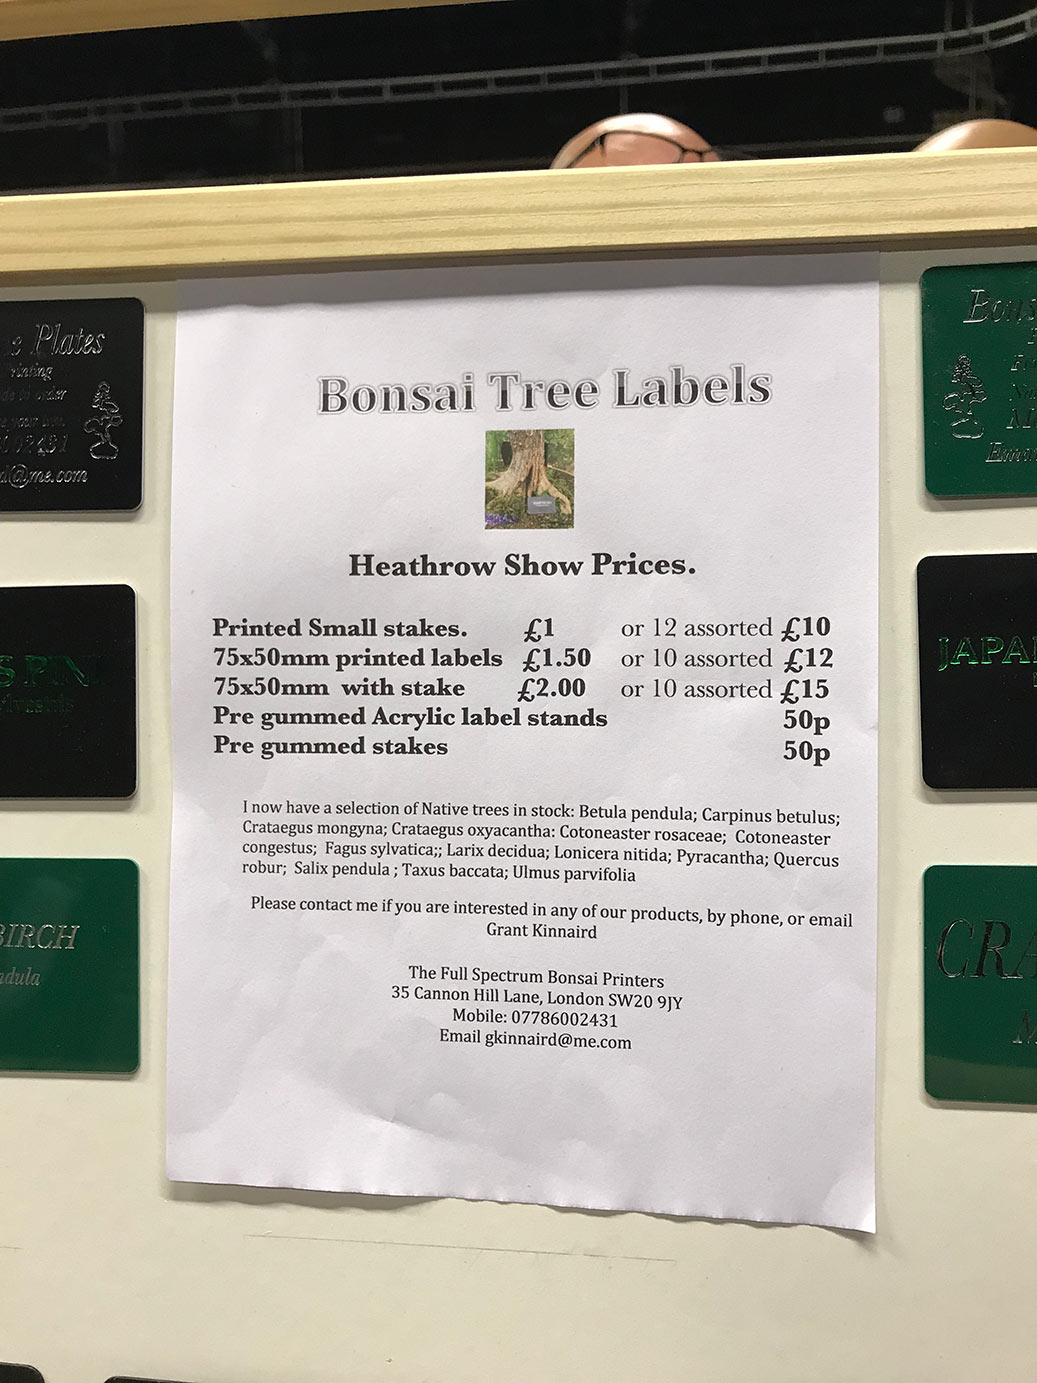 Bonsai Tree Labels
Heathrow Show Prices.
Printed Small stakes. £1 or 12 assorted £10
75x50mm printed labels £1.50 or 10 assorted £12
75x50mm with stake £2.00 or 10 assorted £15
Pre gummed Acrylic label stands 50p
Pre gummed stakes 50p
I now have a selection of Native trees in stock: Betula pendula; Carpinus betulus;
Crataegus mongyna; Crataegus oxyacantha: Cotoneaster rosaceae; Cotoneaster
congestus; Fagus sylvatica;; Larix decidua; Lonicera nitida; Pyracantha; Quercus
robur; Salix pendula ; Taxus baccata; Ulmus parvifolia
Please contact me if you are interested in any of our products, by phone, or email
Grant Kinnaird
The Full Spectrum Bonsai Printers
35 Cannon Hill Lane, London SW20 9JY
Mobile: 07786002431
Email gkinnaird@me.com
Plates
d@me.com
S PIN
BIRCH
ndula
Bons
JAPA
CRA
M